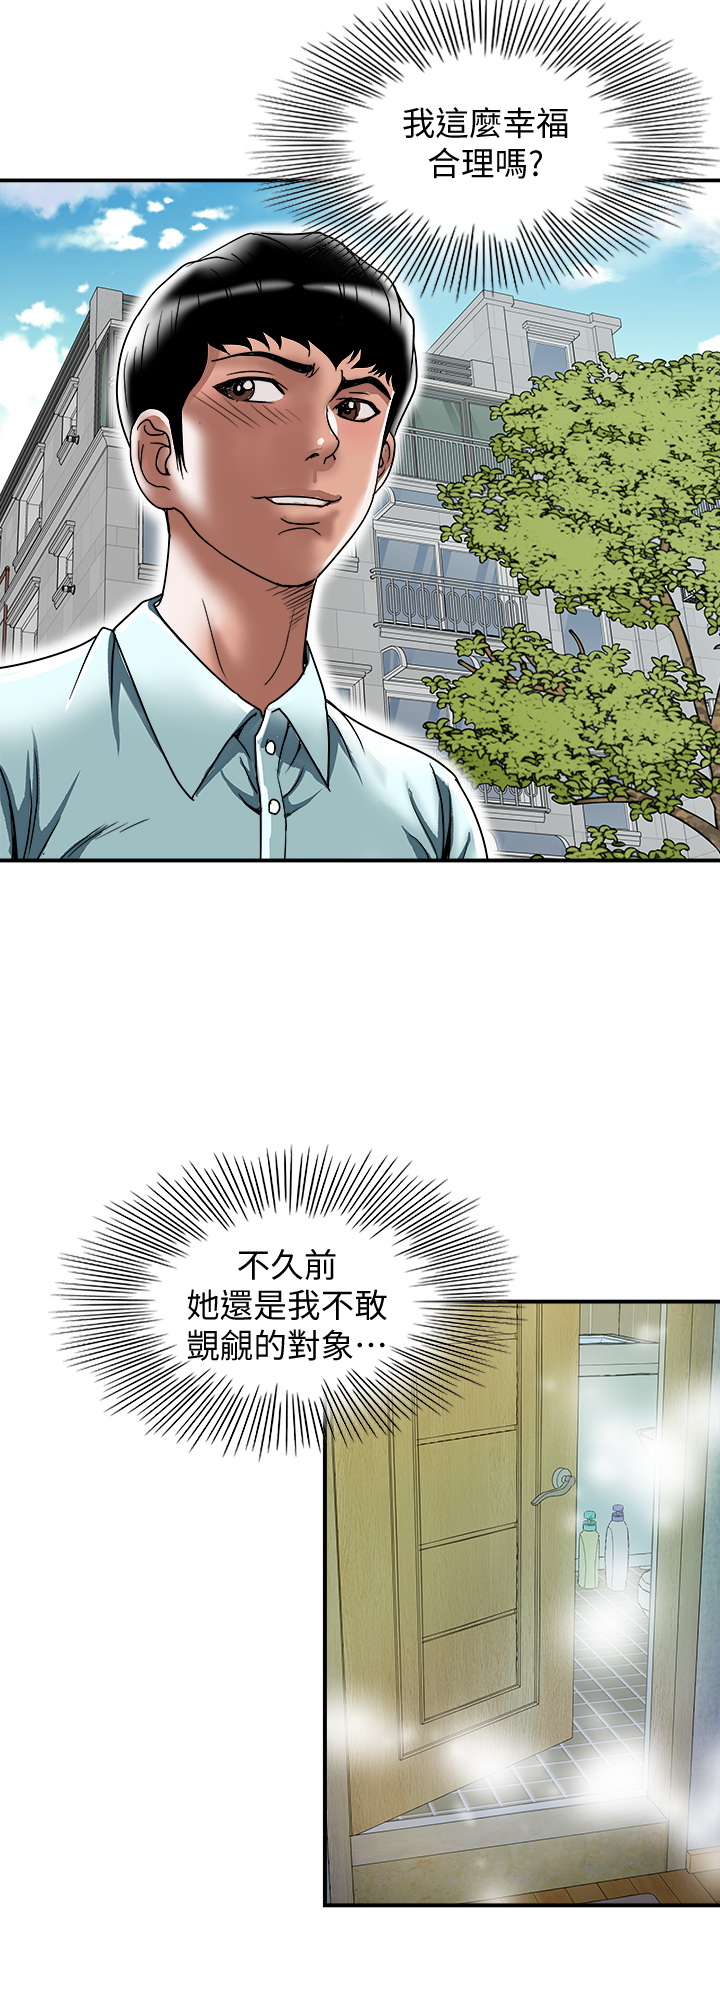 我這麼幸福
合理嗎?
不久前
她還是我不敢
覬覦的對象…